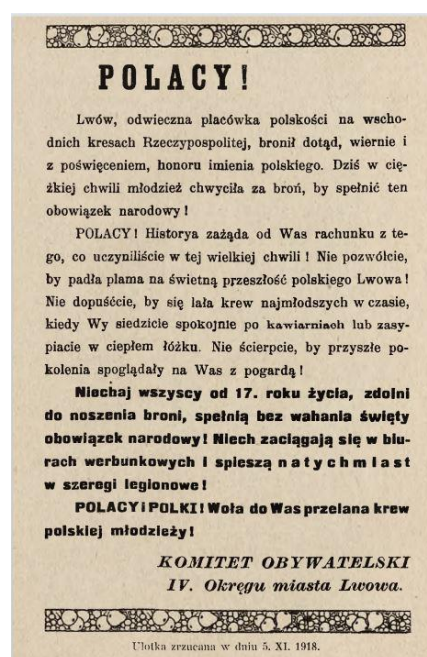 POLACY!
Lwów, odwieczna placówka polskości na wscho-
dnich kresach Rzeczypospolitej, bronił dotąd, wiernie i
z poświęceniem, honoru imienia polskiego. Dziś w cię-
żkiej chwili młodzież chwyciła za broń, by spełnić ten
obowiązek narodowy!
POLACY! Historya zażąda od Was rachunku z te-
go, co uczyniliście w tej wielkiej chwili! Nie pozwólcie,
by padła plama na świetną przeszłość polskiego Lwowa!
Nie dopuśćcie, by się lała krew najmłodszych w czasie,
kiedy Wy siedzicie spokojnie po kawiarniach lub zasy-
piacie w ciepłem łóżku. Nie ścierpcie, by przyszłe po-
kolenia spoglądały na Was z pogardą!
Niechaj wszyscy od 17. roku życia, zdolni
do noszenia broni, spełnią bez wahania święty
obowiązek narodowy! Niech zaciągają się w biu-
rach werbunkowych i spieszą natychmiast
w szeregi legionowe!
POLACY i POLKI! Woła do Was przelana krew
polskiej młodzieży!
KOMITET OBYWATELSKI
IV. Okręgu miasta Lwowa.
Ulotka zrzucana w dniu 5. XI. 1918.